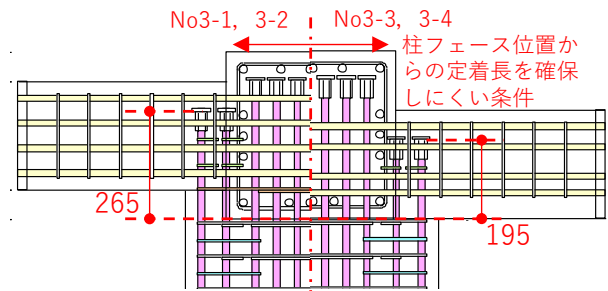 No3-1, 3-2
No3-3, 3-4
柱フェース位置か
らの定着長を確保
しにくい条件
265
195